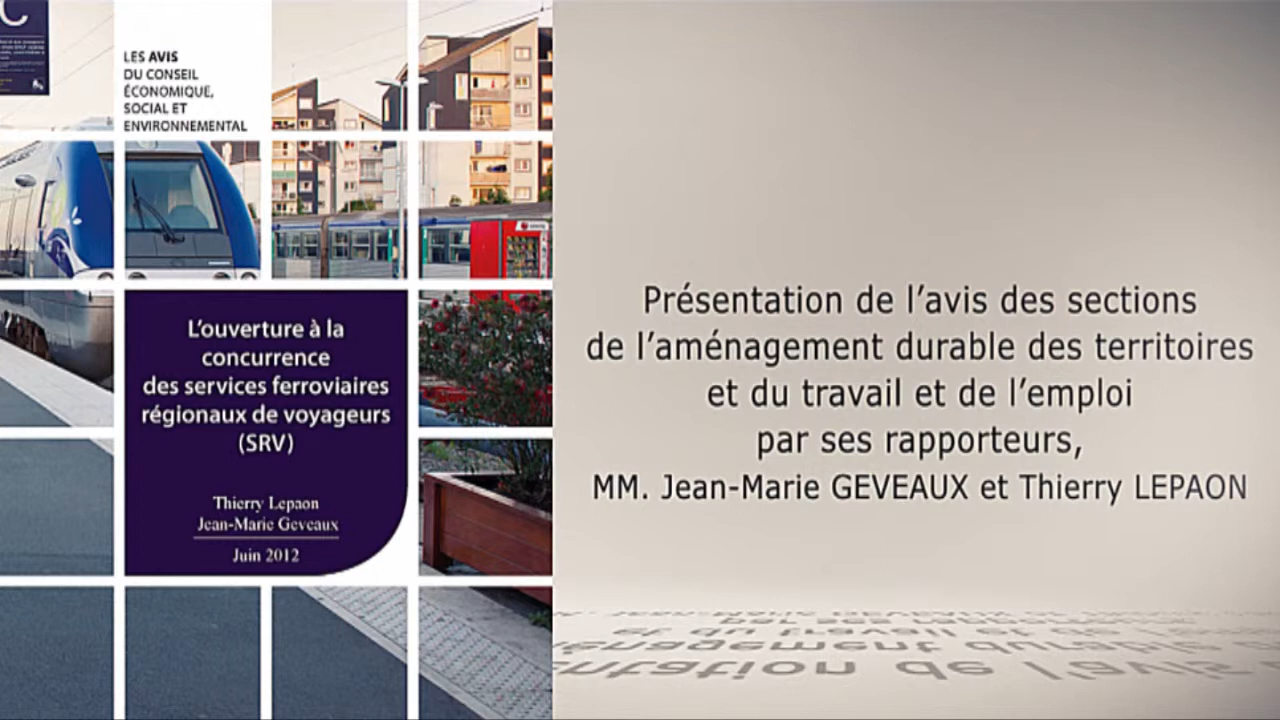 C
LES AVIS
DU CONSEIL
ÉCONOMIQUE,
SOCIAL ET
ENVIRONNEMENTAL
L'ouverture à la
concurrence
des services ferroviaires
régionaux de voyageurs
(SRV)
Thierry Lepaon
Jean-Marie Geveaux
Juin 2012
Présentation de l'avis des sections
de l'aménagement durable des territoires
et du travail et de l'emploi
par ses rapporteurs,
MM. Jean-Marie GEVEAUX et Thierry LEPAON